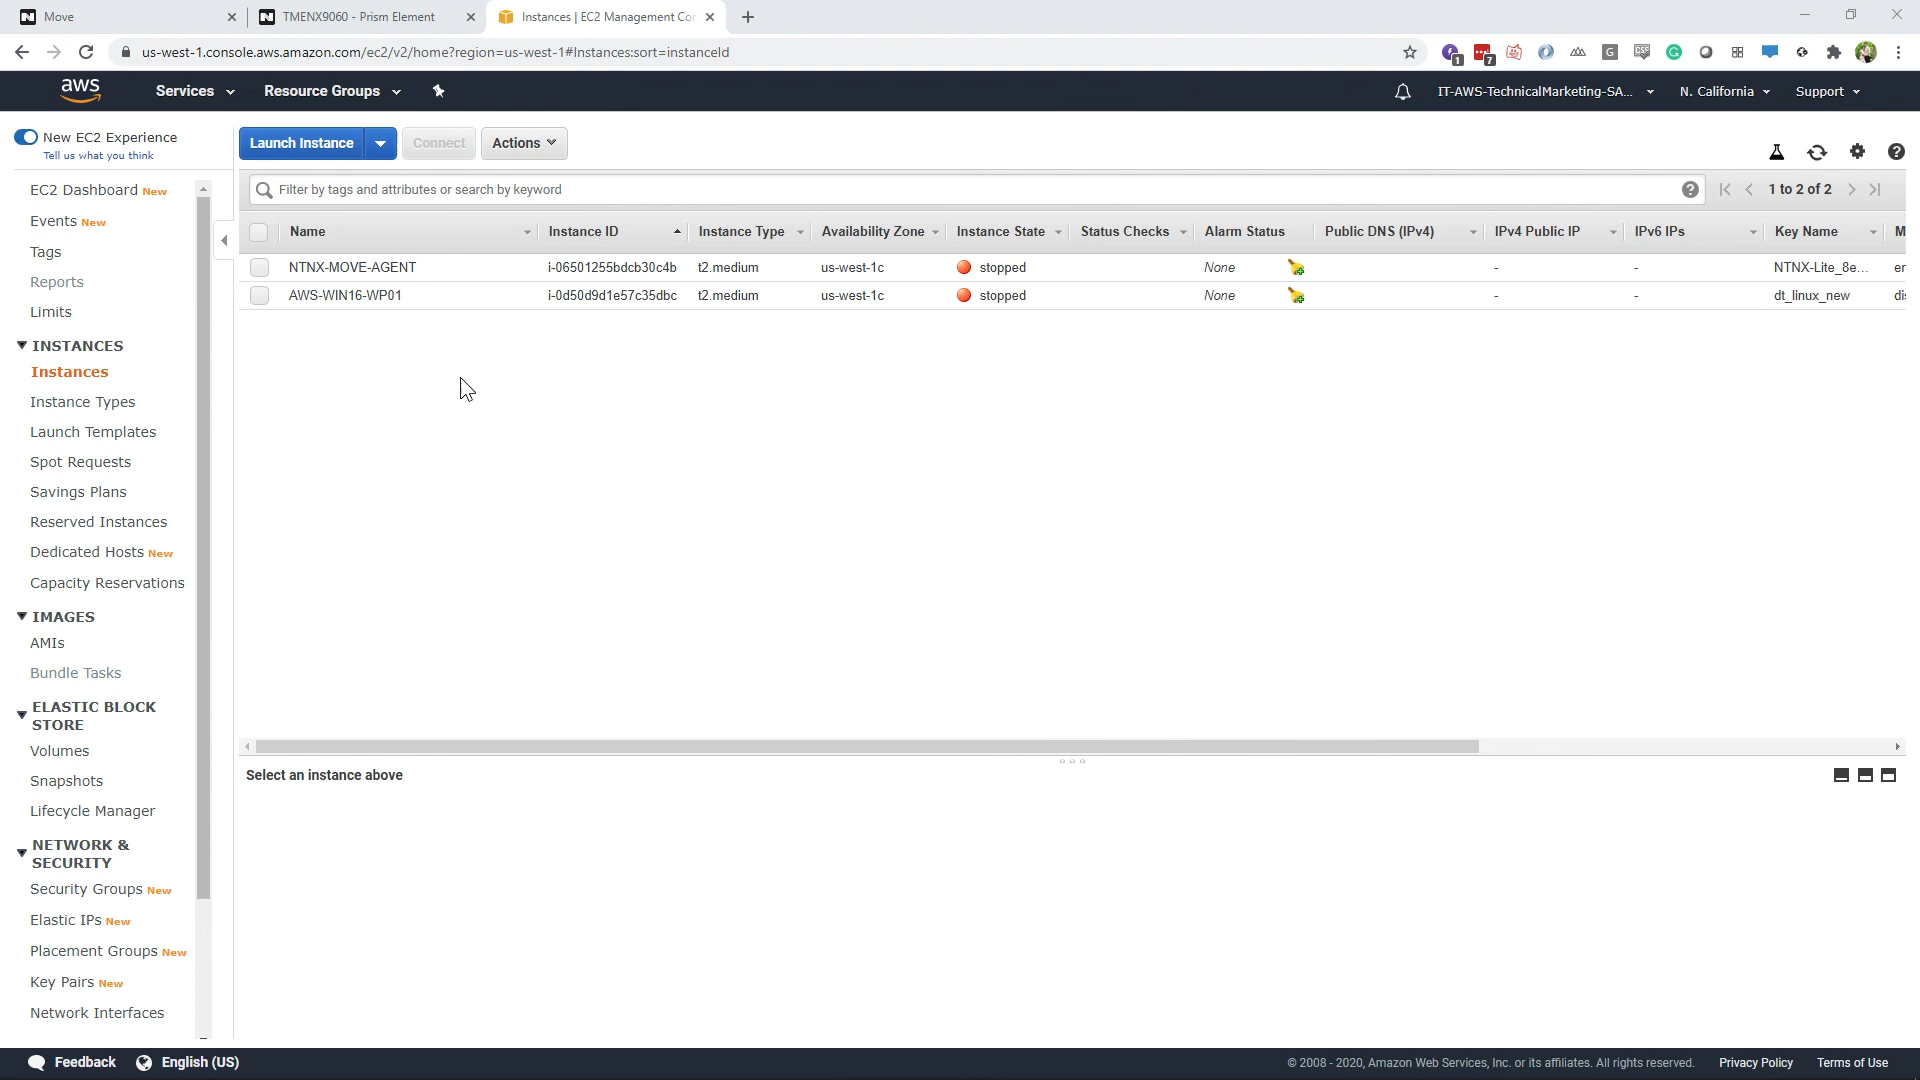 Move
TMENX9060 - Prism Element
Instances | EC2 Management Co
us-west-1.console.aws.amazon.com/ec2/v2/home?region=us-west-1#Instances:sort=instanceId
1
7
G
CSS
G
aws
Services
Resource Groups
IT-AWS-TechnicalMarketing-SA...
N. California
Support
New EC2 Experience
Tell us what you think
Launch Instance
Connect
Actions
EC2 Dashboard New
Events New
Tags
Reports
Limits
INSTANCES
Instances
Instance Types
Launch Templates
Spot Requests
Savings Plans
Reserved Instances
Dedicated Hosts New
Capacity Reservations
IMAGES
AMIs
Bundle Tasks
ELASTIC BLOCK
STORE
Volumes
Snapshots
Lifecycle Manager
NETWORK &
SECURITY
Security Groups New
Elastic IPs New
Placement Groups New
Key Pairs New
Network Interfaces
Filter by tags and attributes or search by keyword
1 to 2 of 2
Name Instance ID Instance Type Availability Zone Instance State Status Checks Alarm Status Public DNS (IPv4) IPv4 Public IP IPv6 IPs Key Name M
NTNX-MOVE-AGENT i-06501255bdcb30c4b t2.medium us-west-1c stopped None - - NTNX-Lite_8e... er
AWS-WIN16-WP01 i-0d50d9d1e57c35dbc t2.medium us-west-1c stopped None - - dt_linux_new dis
Select an instance above
Feedback
English (US)
© 2008 - 2020, Amazon Web Services, Inc. or its affiliates. All rights reserved.
Privacy Policy
Terms of Use